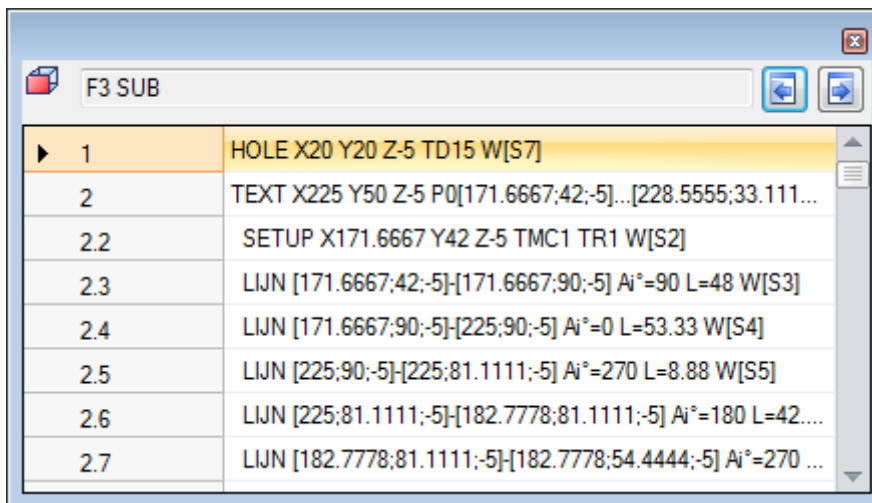 F3 SUB
1 HOLE X20 Y20 Z-5 TD15 W[S7]
2 TEXT X225 Y50 Z-5 P0[171.6667;42;-5]...[228.5555;33.111...
2.2 SETUP X171.6667 Y42 Z-5 TMC1 TR1 W[S2]
2.3 LIJN [171.6667;42;-5]-[171.6667;90;-5] Ai°=90 L=48 W[S3]
2.4 LIJN [171.6667;90;-5]-[225;90;-5] Ai°=0 L=53.33 W[S4]
2.5 LIJN [225;90;-5]-[225;81.1111;-5] Ai°=270 L=8.88 W[S5]
2.6 LIJN [225;81.1111;-5]-[182.7778;81.1111;-5] Ai°=180 L=42....
2.7 LIJN [182.7778;81.1111;-5]-[182.7778;54.4444;-5] Ai°=270 ...